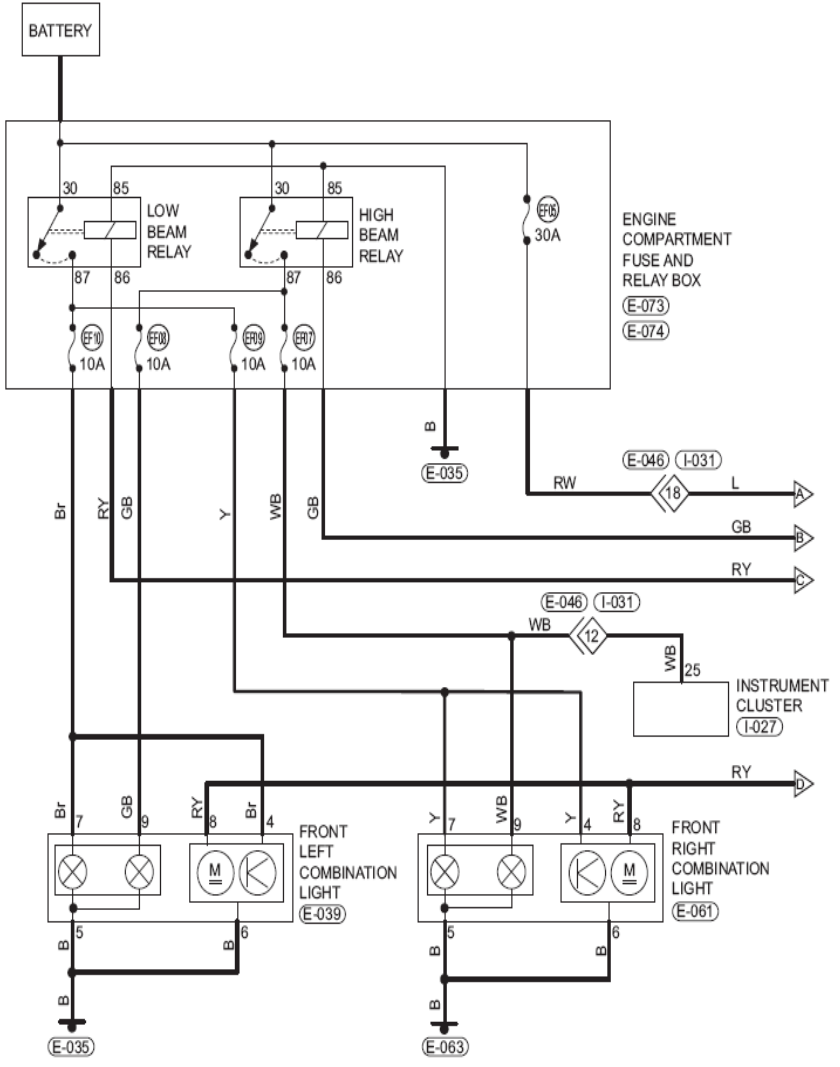 BATTERY
30
85
LOW
BEAM
RELAY
87
86
30
85
HIGH
BEAM
RELAY
87
86
EF05
30A
ENGINE
COMPARTMENT
FUSE AND
RELAY BOX
E-073
E-074
EF10
10A
EF08
10A
EF09
10A
EF07
10A
B
E-035
Br
RY
GB
Y
WB
GB
RW
E-046
I-031
18
L
A
GB
B
RY
C
E-046
I-031
WB
12
WB
25
INSTRUMENT
CLUSTER
I-027
RY
D
Br
7
GB
9
RY
8
Br
4
FRONT
LEFT
COMBINATION
LIGHT
E-039
M
5
B
6
B
B
E-035
Y
7
WB
9
Y
4
RY
8
FRONT
RIGHT
COMBINATION
LIGHT
E-061
M
5
B
6
B
B
E-063